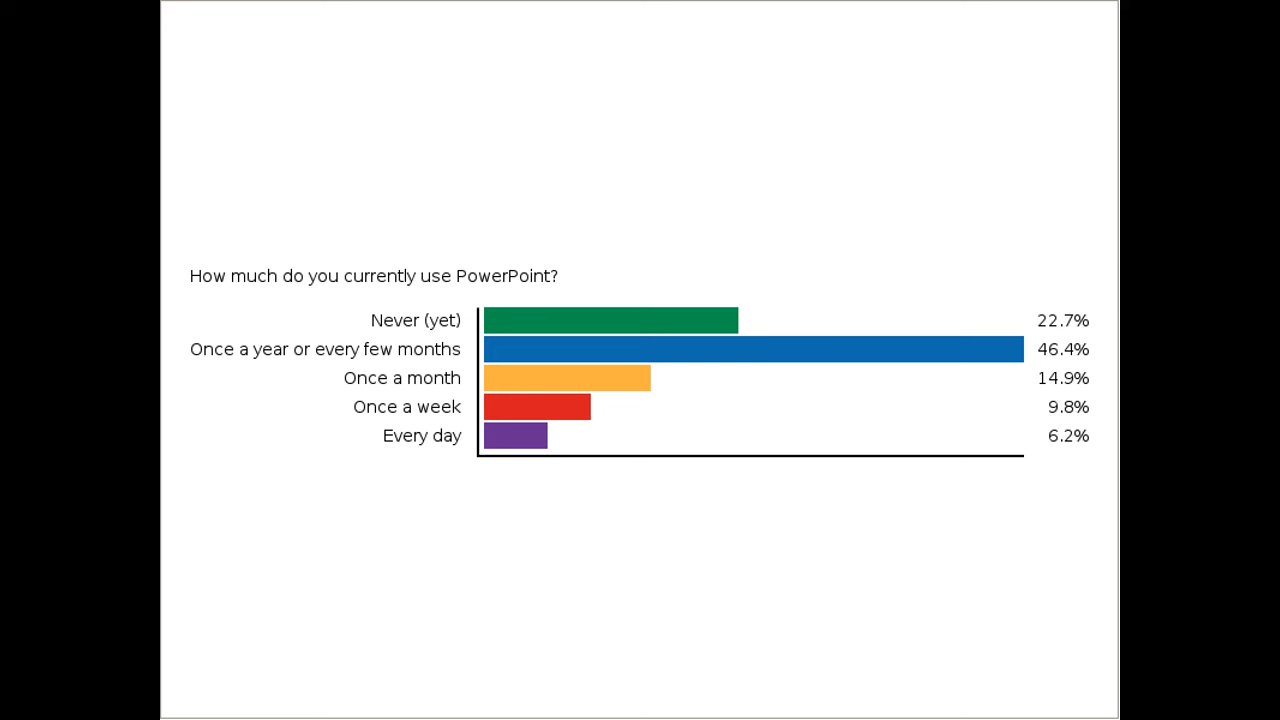 How much do you currently use PowerPoint?
Never (yet) 22.7%
Once a year or every few months 46.4%
Once a month 14.9%
Once a week 9.8%
Every day 6.2%